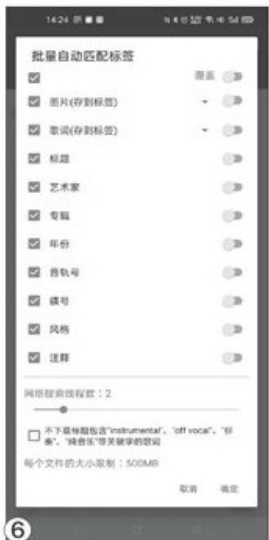 14:24
批量自动匹配标签
覆盖
图片(存到标签)
歌词(存到标签)
标题
艺术家
专辑
年份
音轨号
碟号
风格
注释
网络搜索线程数：2
不下载标题包含"instrumental"、"off vocal"、"伴奏"、"纯音乐"等关键字的歌词
每个文件的大小限制：500MB
取消 确定
⑥